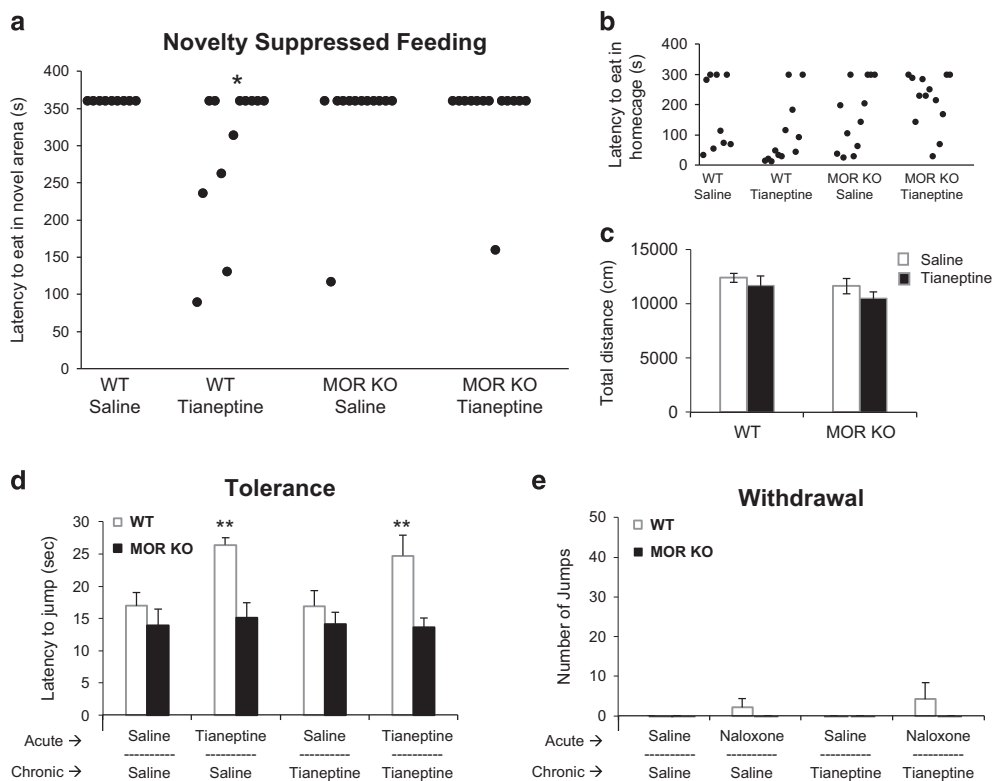 a
Novelty Suppressed Feeding
Latency to eat in novel arena (s)
400
350
300
250
200
150
100
50
0
*
WT
Saline
WT
Tianeptine
MOR KO
Saline
MOR KO
Tianeptine
b
Latency to eat in
homecage (s)
400
300
200
100
0
WT
Saline
WT
Tianeptine
MOR KO
Saline
MOR KO
Tianeptine
c
Total distance (cm)
15000
10000
5000
0
Saline
Tianeptine
WT
MOR KO
d
Tolerance
Latency to jump (sec)
30
25
20
15
10
5
0
WT
MOR KO
**
**
Acute → Saline Tianeptine Saline Tianeptine
---------- ---------- ---------- ----------
Chronic → Saline Saline Tianeptine Tianeptine
e
Withdrawal
Number of Jumps
50
40
30
20
10
0
WT
MOR KO
Acute → Saline Naloxone Saline Naloxone
---------- ---------- ---------- ----------
Chronic → Saline Saline Tianeptine Tianeptine